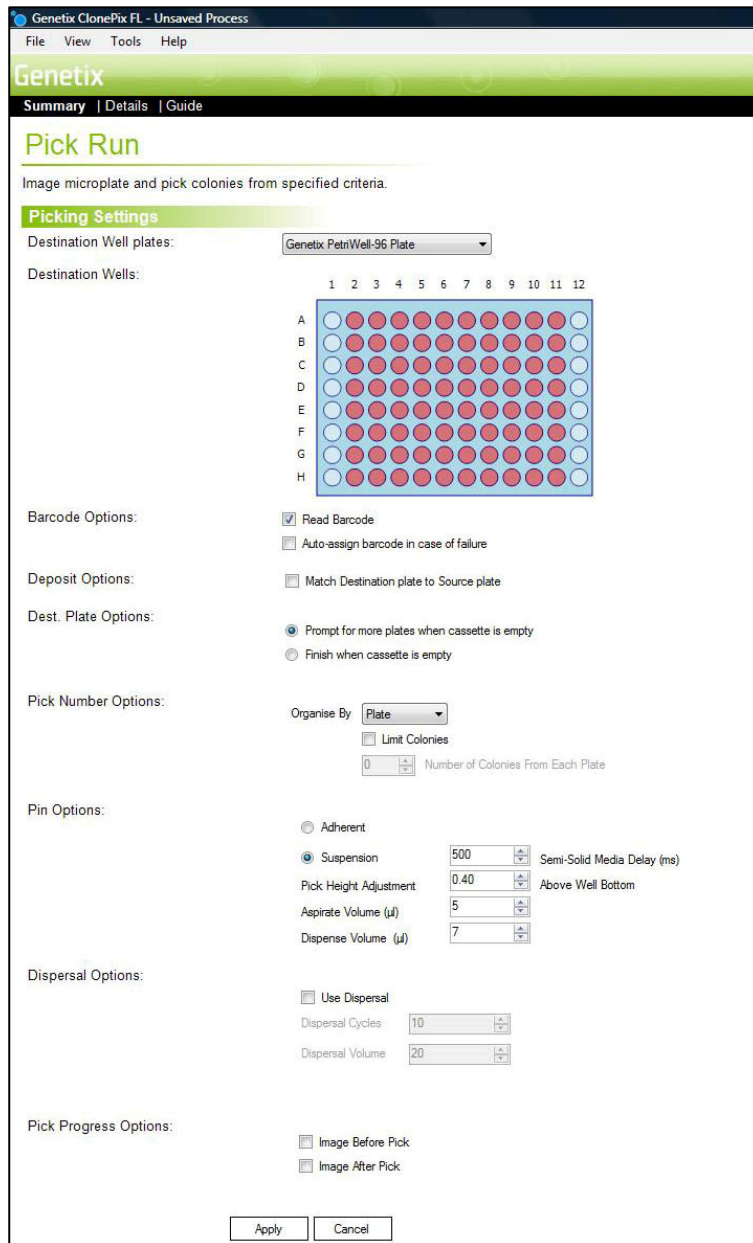 Genetix ClonePix FL - Unsaved Process
File View Tools Help
Genetix
Summary | Details | Guide
Pick Run
Image microplate and pick colonies from specified criteria.
Picking Settings
Destination Well plates: Genetix PetriWell-96 Plate
Destination Wells:
1 2 3 4 5 6 7 8 9 10 11 12
A
B
C
D
E
F
G
H
Barcode Options: Read Barcode
Auto-assign barcode in case of failure
Deposit Options: Match Destination plate to Source plate
Dest. Plate Options:
Prompt for more plates when cassette is empty
Finish when cassette is empty
Pick Number Options:
Organise By Plate
Limit Colonies
0 Number of Colonies From Each Plate
Pin Options:
Adherent
Suspension 500 Semi-Solid Media Delay (ms)
Pick Height Adjustment 0.40 Above Well Bottom
Aspirate Volume (µl) 5
Dispense Volume (µl) 7
Dispersal Options:
Use Dispersal
Dispersal Cycles 10
Dispersal Volume 20
Pick Progress Options:
Image Before Pick
Image After Pick
Apply Cancel